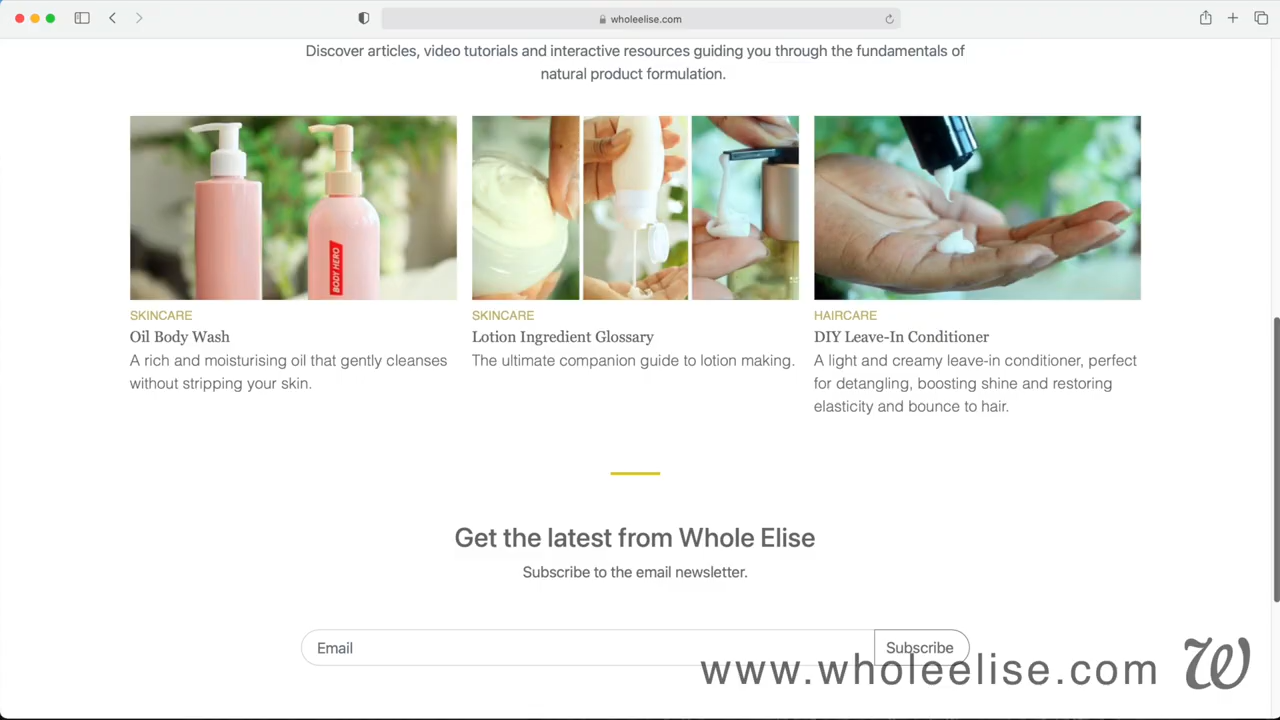 wholeelise.com
Discover articles, video tutorials and interactive resources guiding you through the fundamentals of
natural product formulation.
BODY HERO
SKINCARE
Oil Body Wash
A rich and moisturising oil that gently cleanses
without stripping your skin.
SKINCARE
Lotion Ingredient Glossary
The ultimate companion guide to lotion making.
HAIRCARE
DIY Leave-In Conditioner
A light and creamy leave-in conditioner, perfect
for detangling, boosting shine and restoring
elasticity and bounce to hair.
Get the latest from Whole Elise
Subscribe to the email newsletter.
Email
Subscribe
www.wholeelise.com
W